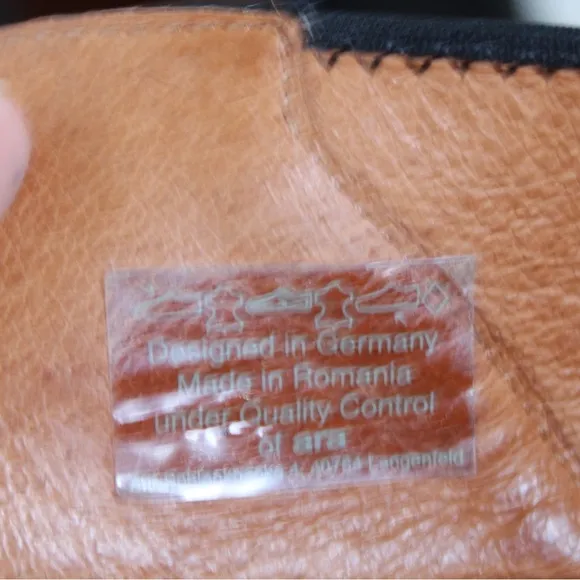 Designed in Germany
Made in Romania
under Quality Control
of ara
40764 Langenfeld